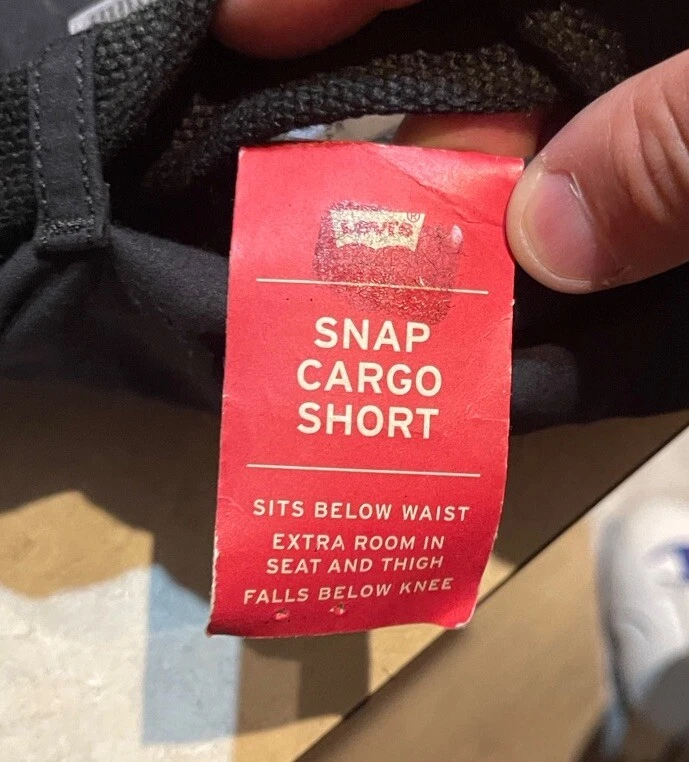 Levi's®
SNAP
CARGO
SHORT
SITS BELOW WAIST
EXTRA ROOM IN
SEAT AND THIGH
FALLS BELOW KNEE